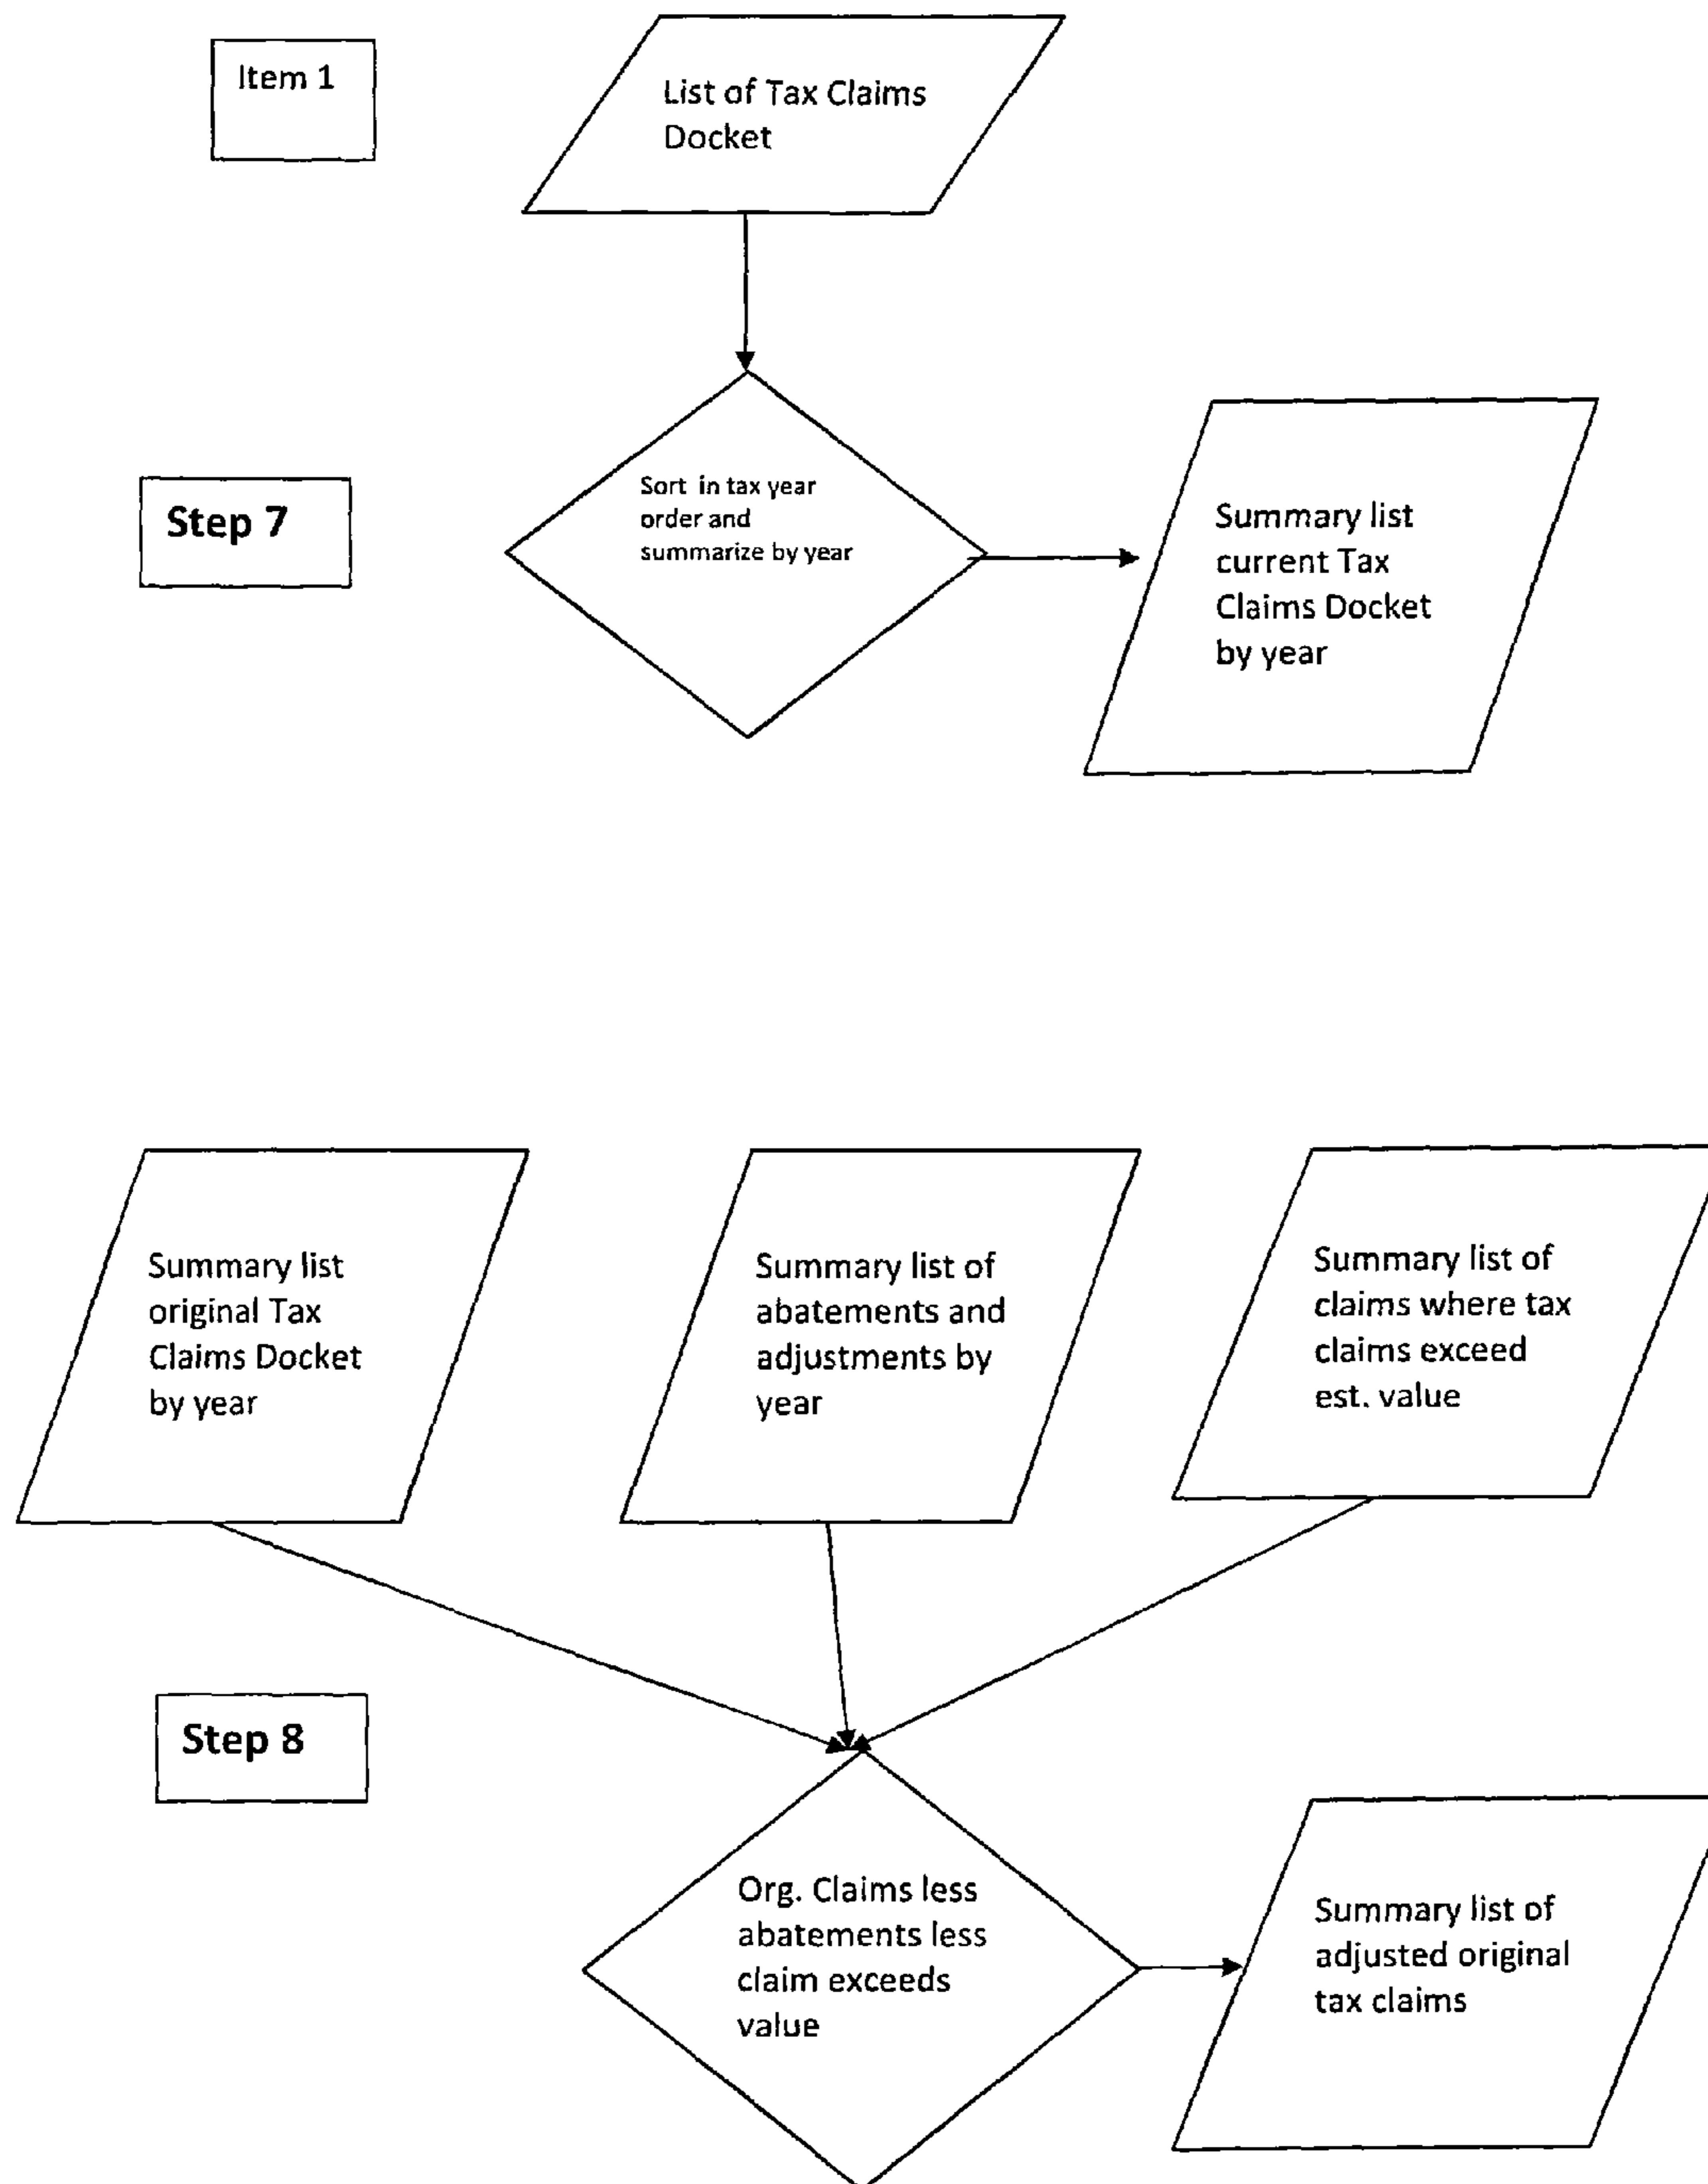 Item 1
List of Tax Claims
Docket
Step 7
Sort in tax year
order and
summarize by year
Summary list
current Tax
Claims Docket
by year
Summary list
original Tax
Claims Docket
by year
Summary list of
abatements and
adjustments by
year
Summary list of
claims where tax
claims exceed
est. value
Step 8
Org. Claims less
abatements less
claim exceeds
value
Summary list of
adjusted original
tax claims